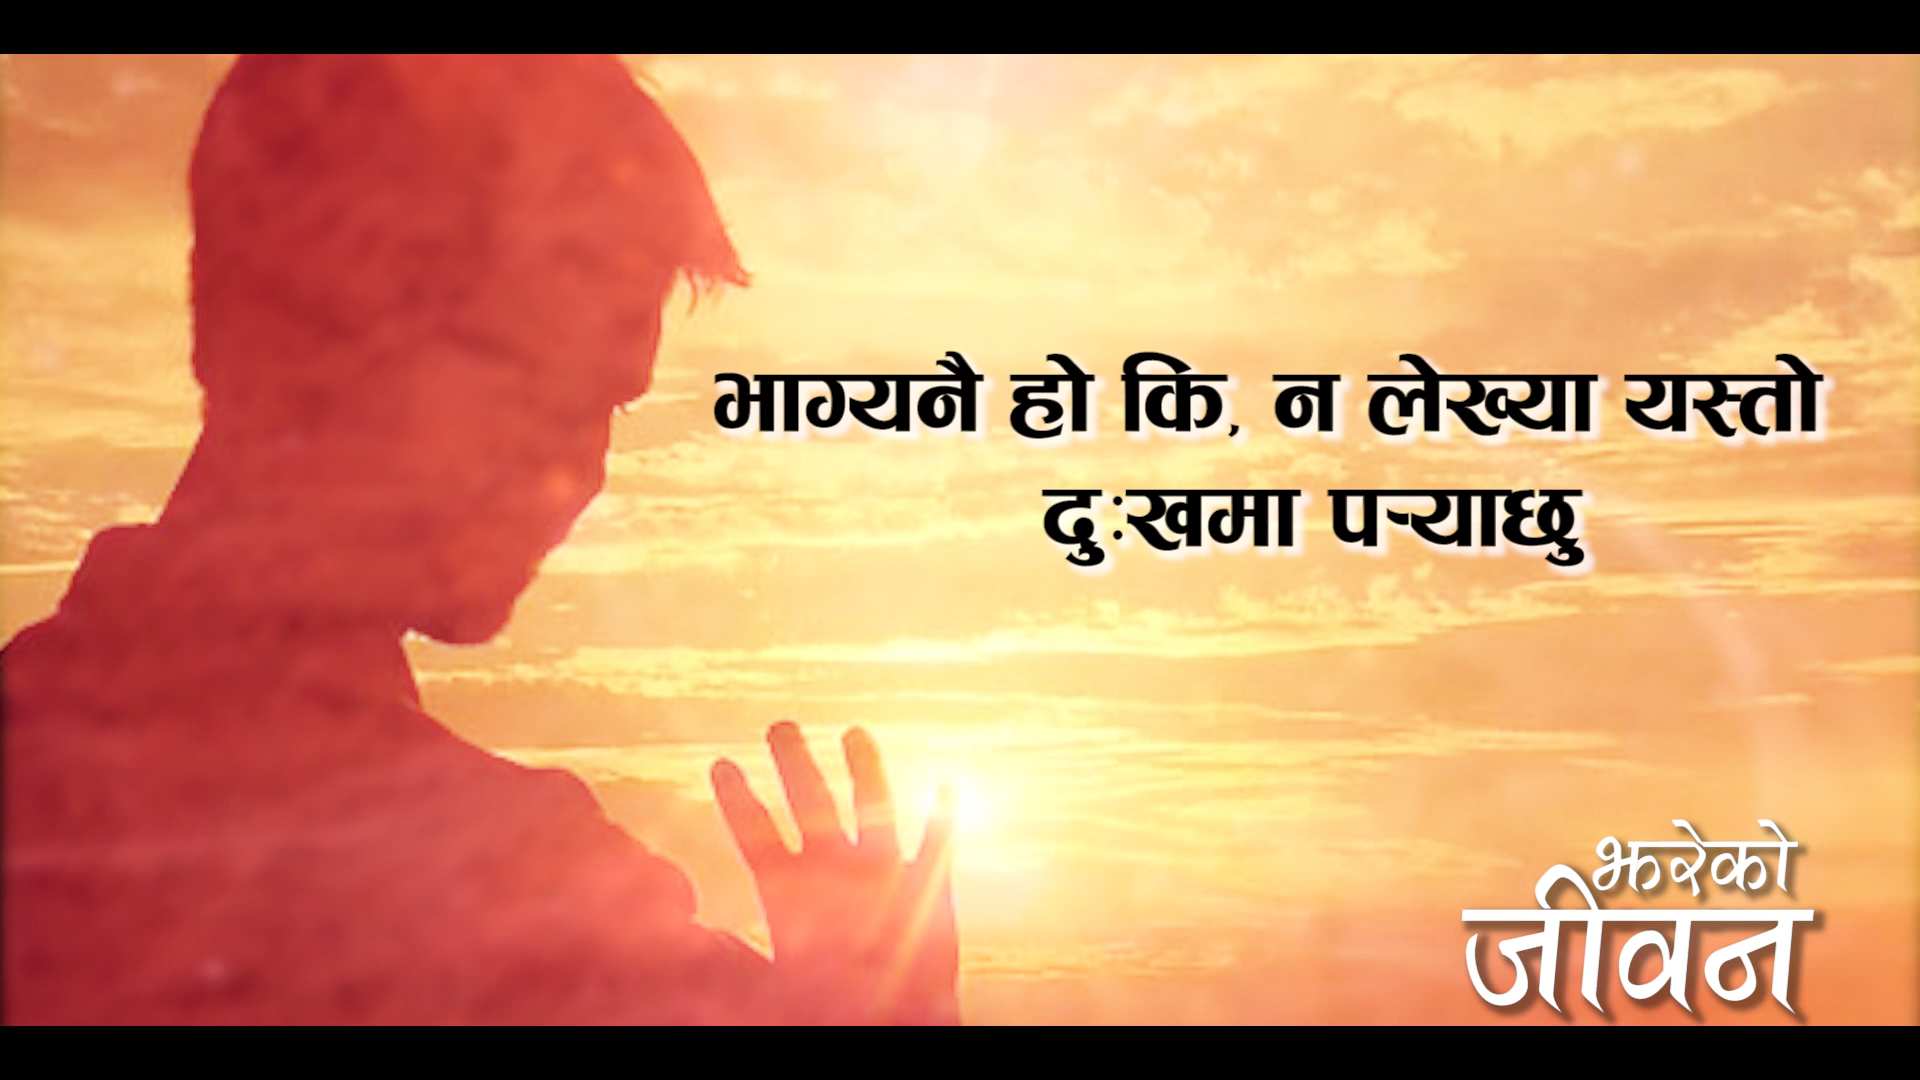 भाग्यनै हो कि, न लेख्या यस्तो
दुःखमा पर्‍याछु
झरेको
जीवन